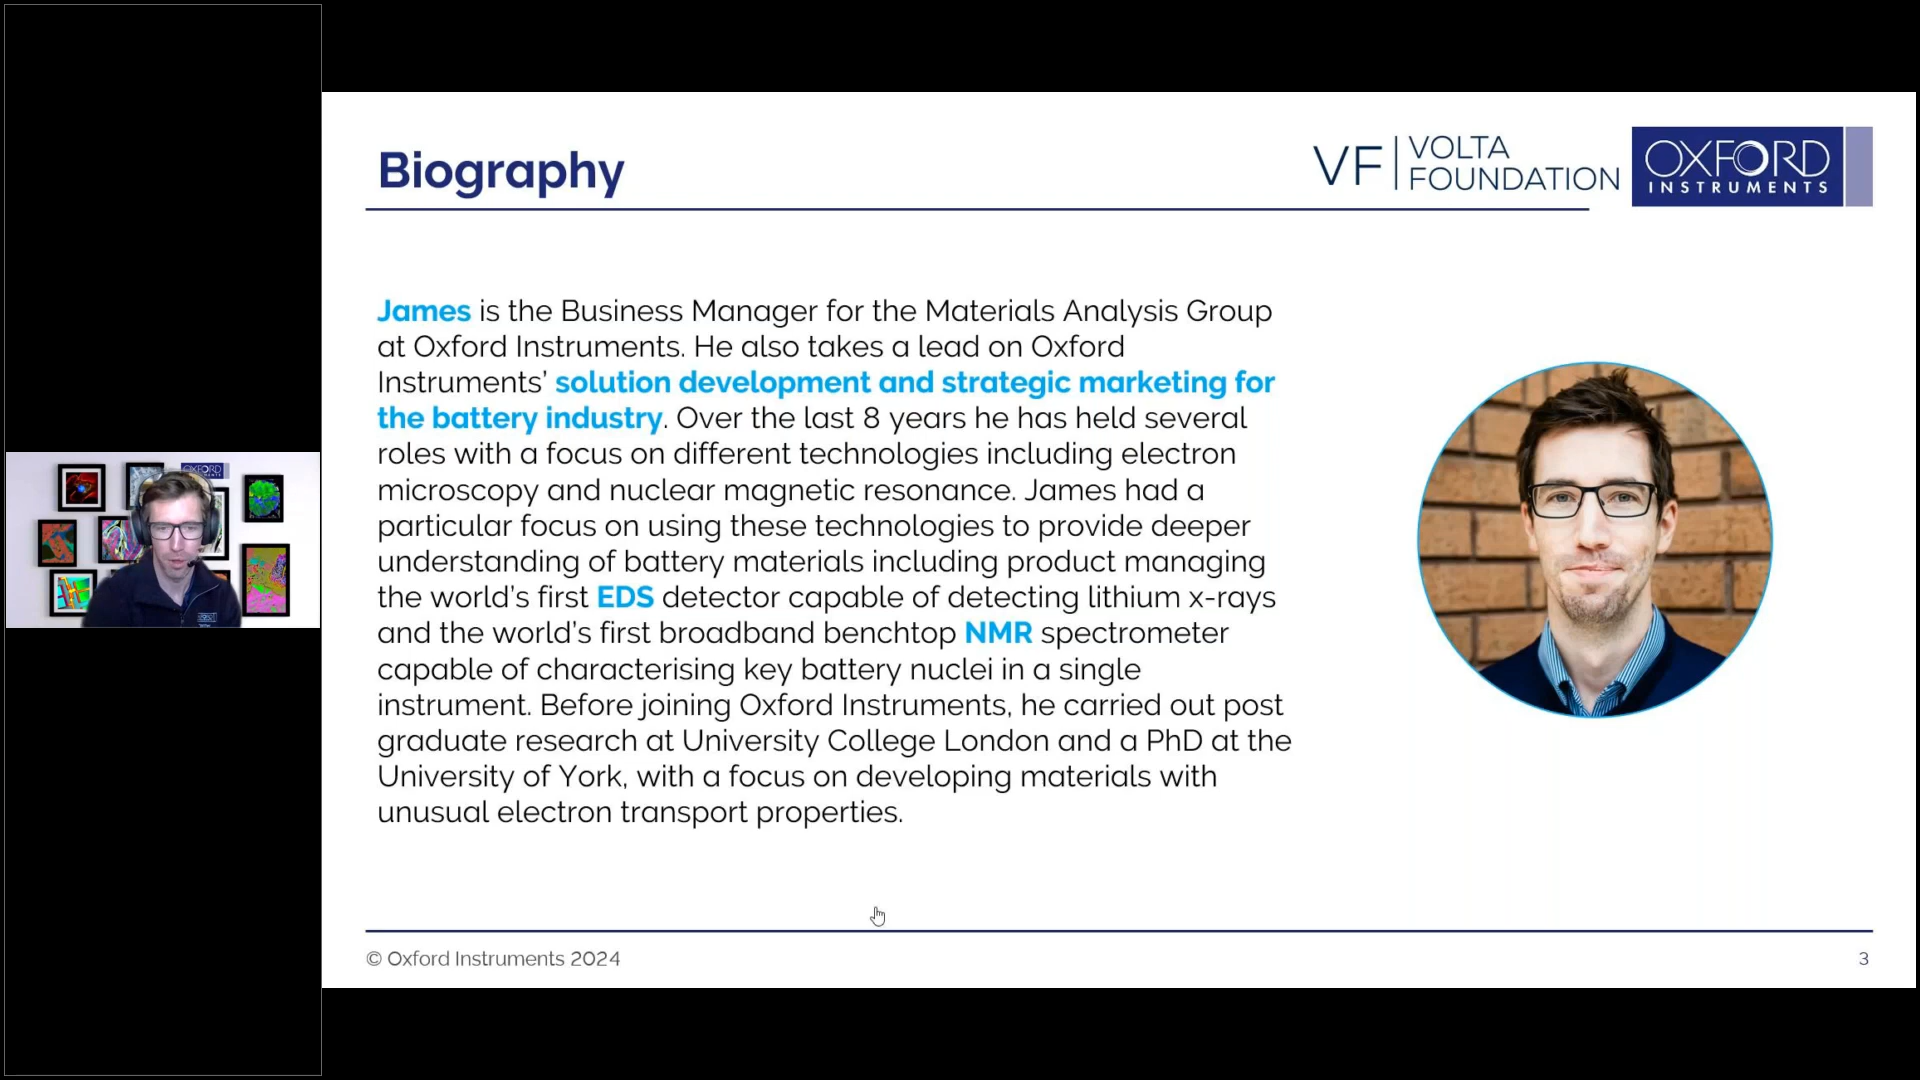 Biography
VF | VOLTA
FOUNDATION
OXFORD
INSTRUMENTS
James is the Business Manager for the Materials Analysis Group
at Oxford Instruments. He also takes a lead on Oxford
Instruments’ solution development and strategic marketing for
the battery industry. Over the last 8 years he has held several
roles with a focus on different technologies including electron
microscopy and nuclear magnetic resonance. James had a
particular focus on using these technologies to provide deeper
understanding of battery materials including product managing
the world’s first EDS detector capable of detecting lithium x-rays
and the world’s first broadband benchtop NMR spectrometer
capable of characterising key battery nuclei in a single
instrument. Before joining Oxford Instruments, he carried out post
graduate research at University College London and a PhD at the
University of York, with a focus on developing materials with
unusual electron transport properties.
OXFORD
© Oxford Instruments 2024
3